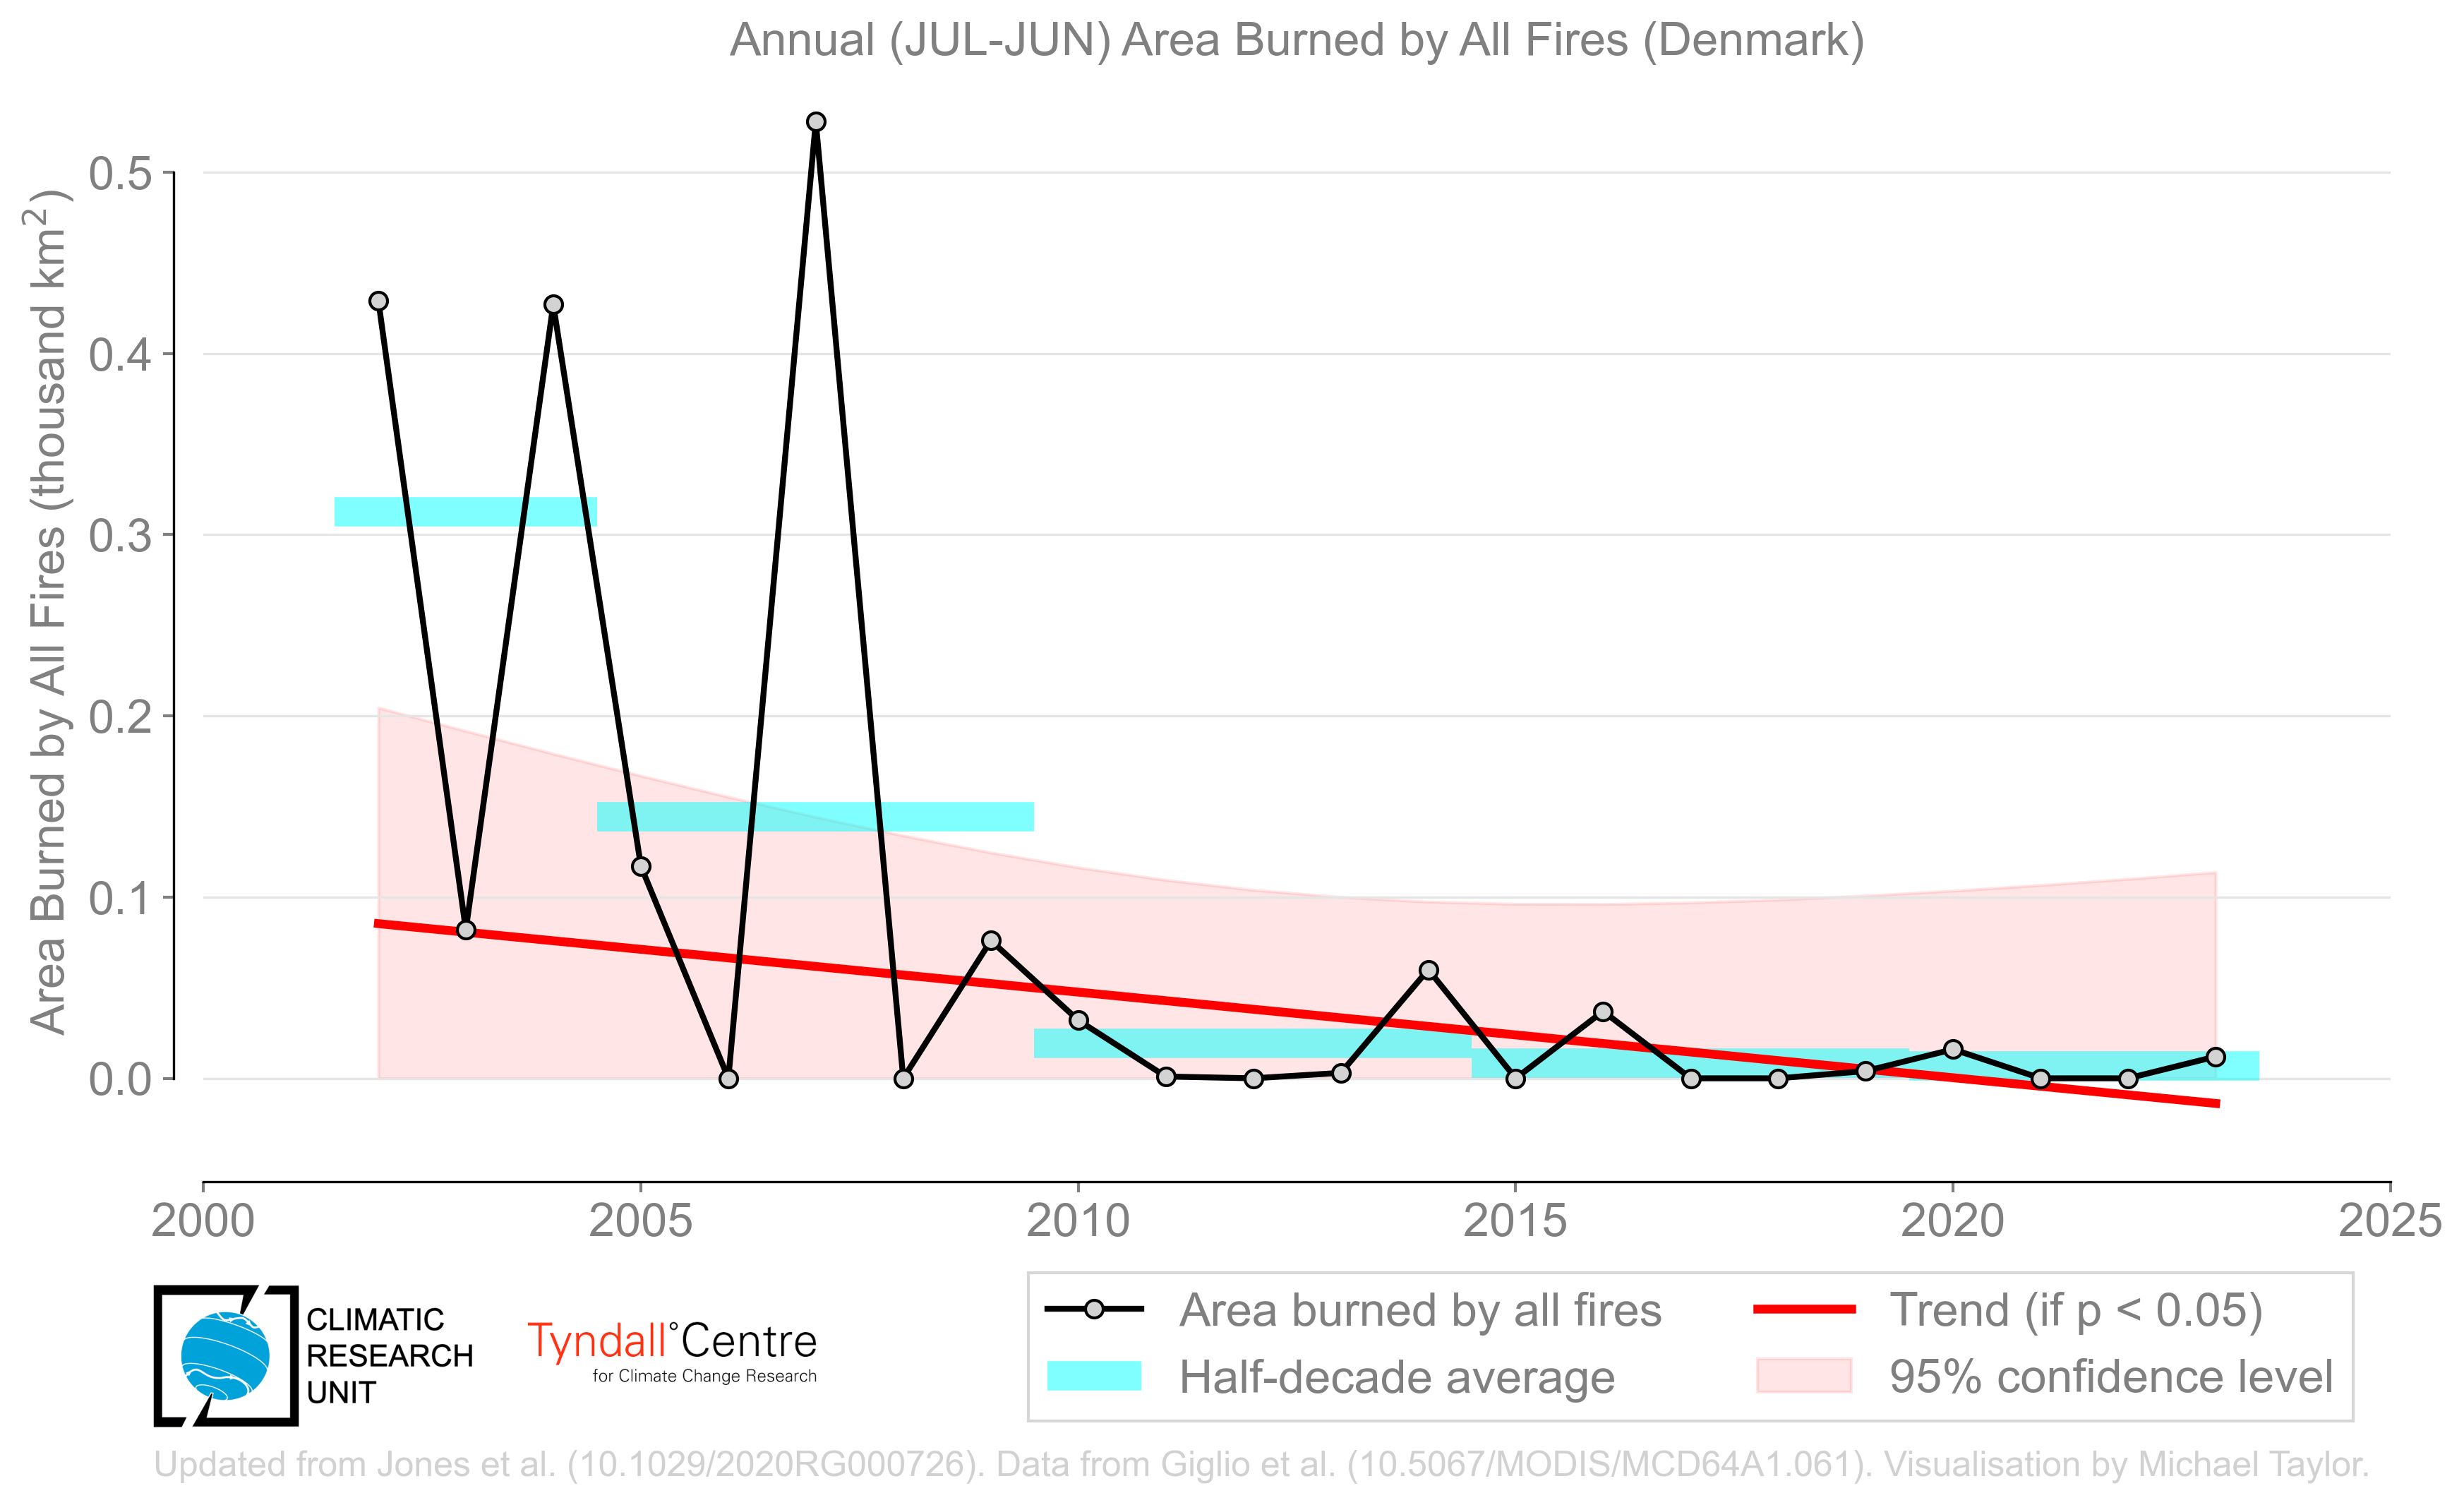 Annual (JUL-JUN) Area Burned by All Fires (Denmark)
Area Burned by All Fires (thousand km²)
0.5
0.4
0.3
0.2
0.1
0.0
2000 2005 2010 2015 2020 2025
CLIMATIC
RESEARCH
UNIT
Tyndall°Centre
for Climate Change Research
Area burned by all fires
Half-decade average
Trend (if p < 0.05)
95% confidence level
Updated from Jones et al. (10.1029/2020RG000726). Data from Giglio et al. (10.5067/MODIS/MCD64A1.061). Visualisation by Michael Taylor.